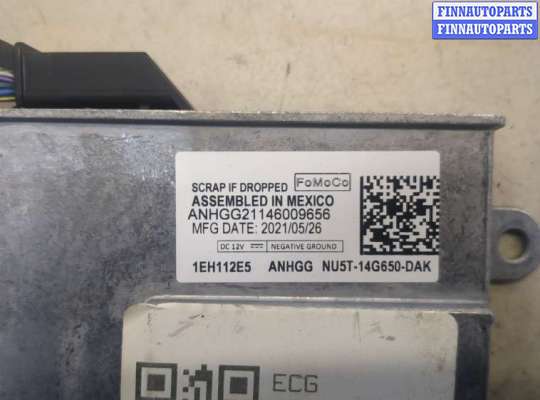 FINNAUTOPARTS
FINNAUTOPARTS
SCRAP IF DROPPED FoMoCo
ASSEMBLED IN MEXICO
ANHGG21146009656
MFG DATE: 2021/05/26
DC 12V NEGATIVE GROUND
1EH112E5 ANHGG NU5T-14G650-DAK
ECG